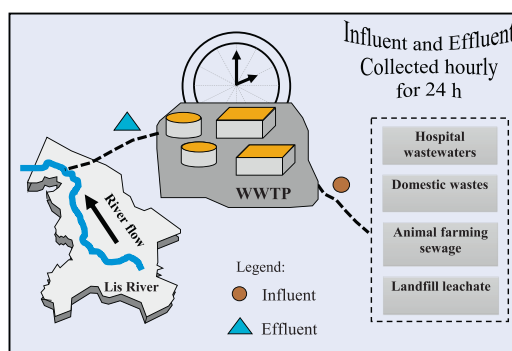 Influent and Effluent
Collected hourly
for 24 h
Hospital
wastewaters
Domestic wastes
Animal farming
sewage
Landfill leachate
WWTP
River flow
Lis River
Legend:
Influent
Effluent